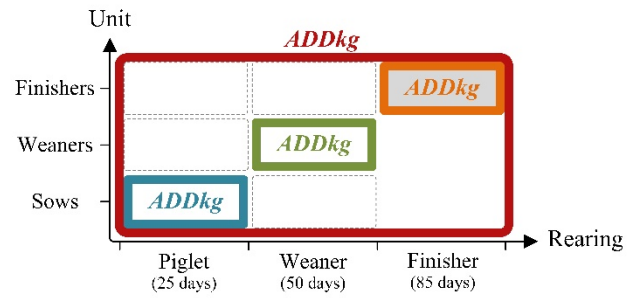 Unit
ADDkg
Finishers
ADDkg
Weaners
ADDkg
Sows
ADDkg
Rearing
Piglet
Weaner
Finisher
(25 days)
(50 days)
(85 days)